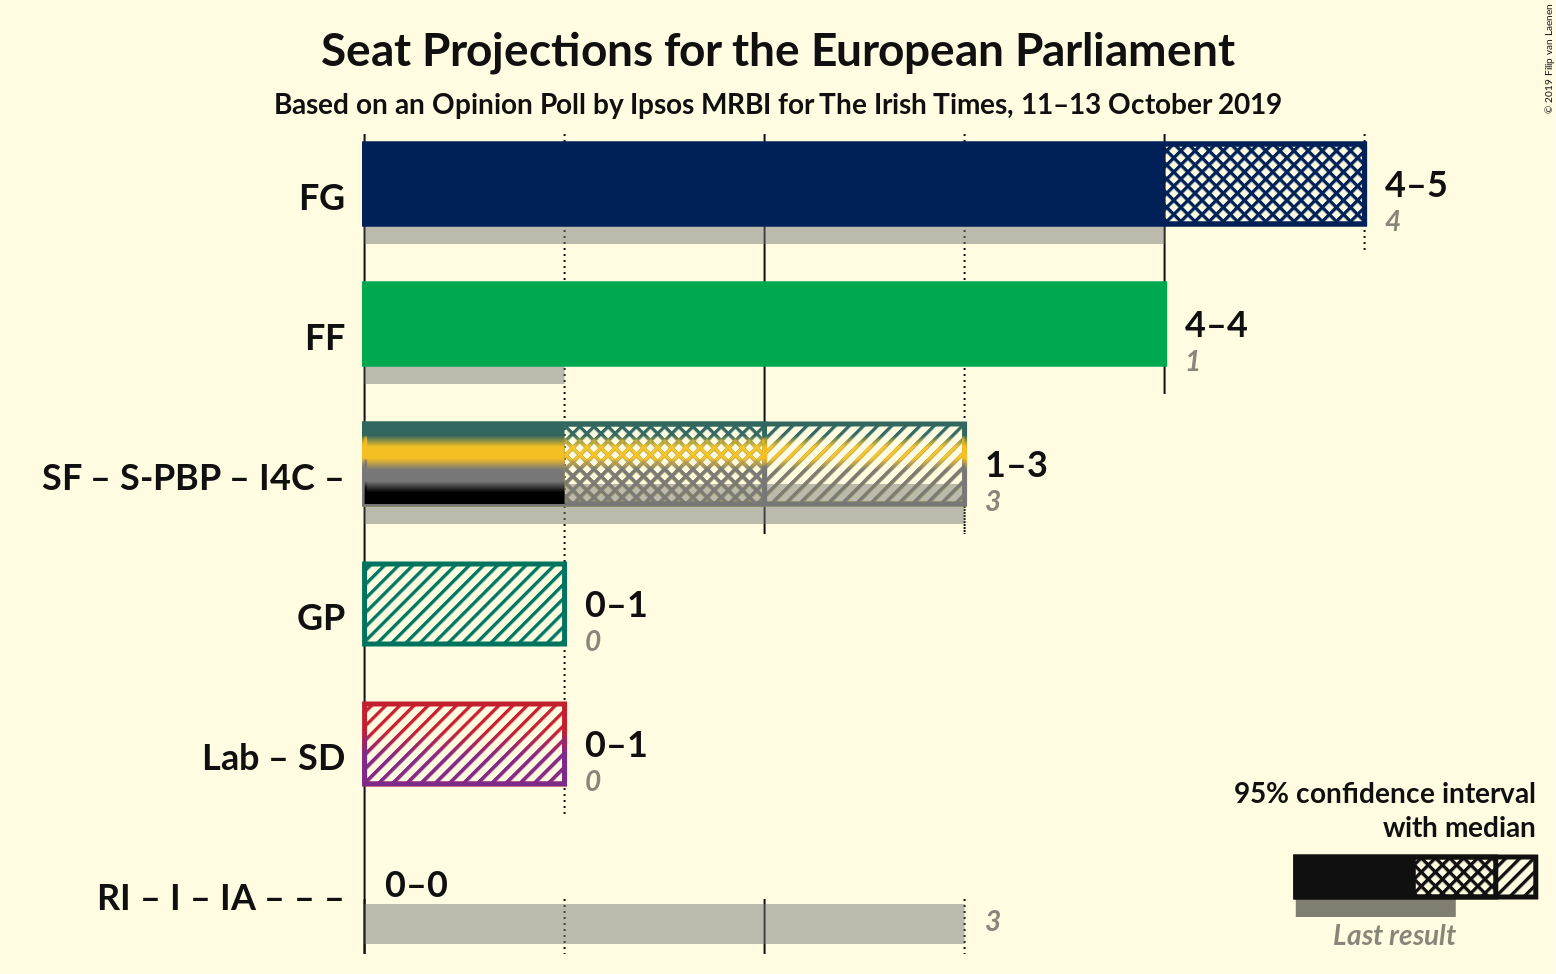 Seat Projections for the European Parliament
Based on an Opinion Poll by Ipsos MRBI for The Irish Times, 11–13 October 2019
© 2019 Filip van Laenen
FG
4–5
4
FF
4–4
1
SF – S-PBP – I4C –
1–3
3
GP
0–1
0
Lab – SD
0–1
0
RI – I – IA – – –
0–0
3
95% confidence interval
with median
Last result